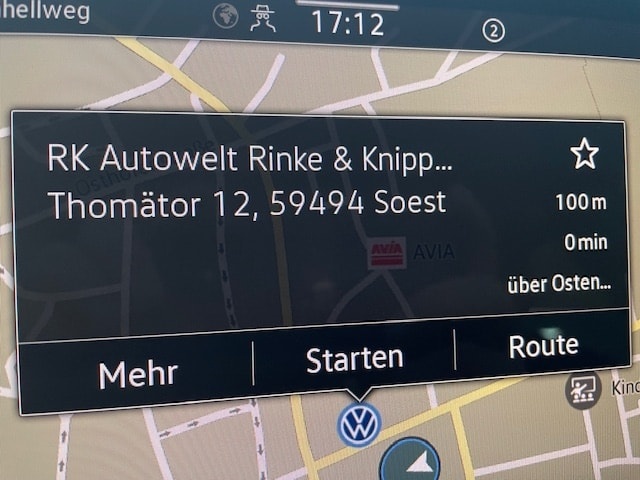 hellweg
17:12
2
RK Autowelt Rinke & Knipp...
Thomätor 12, 59494 Soest
100 m
0 min
über Osten...
AVIA AVIA
Mehr
Starten
Route
Kind